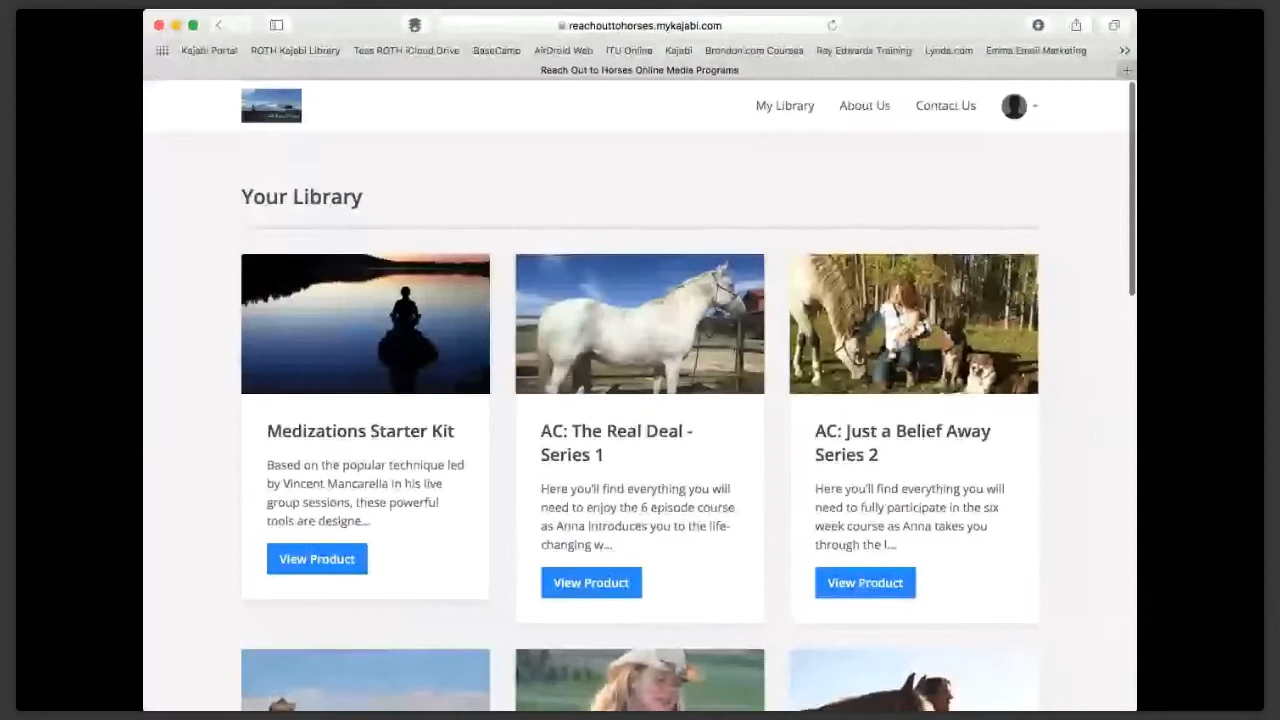 reachouttohorses.mykajabi.com
Kajabi Portal ROTH Kajabi Library Tess ROTH iCloud Drive BaseCamp AirDroid Web ITU Online Kajabi Brendon.com Courses Ray Edwards Training Lynda.com Emma Email Marketing
Reach Out to Horses Online Media Programs
My Library About Us Contact Us
Your Library
Medizations Starter Kit
Based on the popular technique led
by Vincent Mancarella in his live
group sessions, these powerful
tools are designe...
View Product
AC: The Real Deal -
Series 1
Here you'll find everything you will
need to enjoy the 6 episode course
as Anna introduces you to the life-
changing w...
View Product
AC: Just a Belief Away
Series 2
Here you'll find everything you will
need to fully participate in the six
week course as Anna takes you
through the l...
View Product